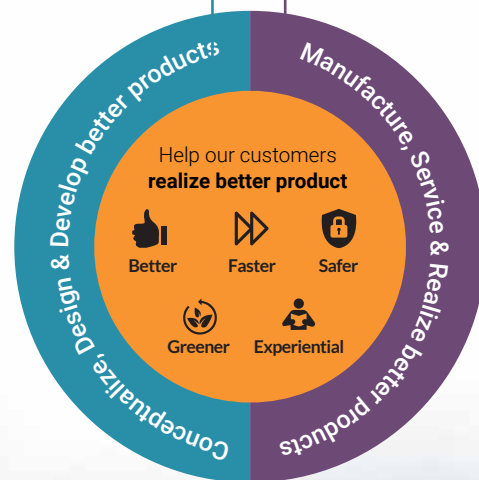 Conceptualize, Design & Develop better products
Manufacture, Service & Realize better products
Help our customers
realize better product
Better Faster Safer
Greener Experiential